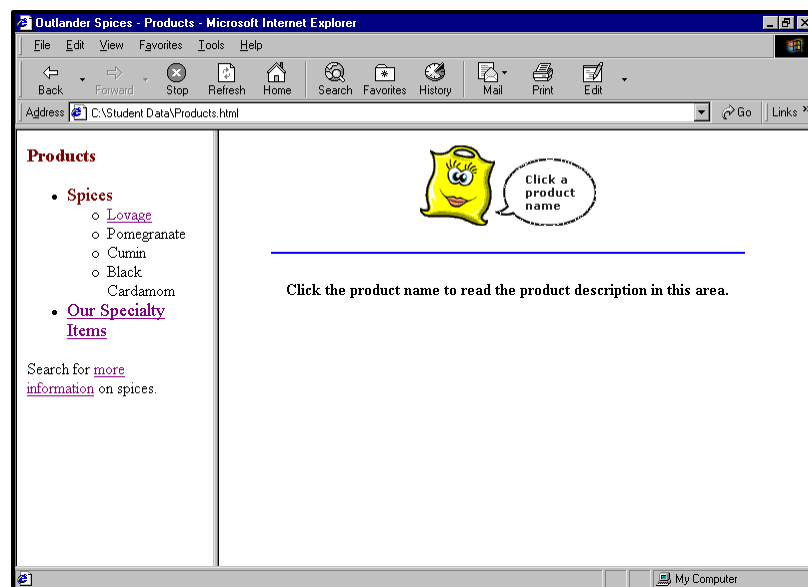 Outlander Spices - Products - Microsoft Internet Explorer
File Edit View Favorites Tools Help
Back Forward Stop Refresh Home Search Favorites History Mail Print Edit
Address C:\Student Data\Products.html Go Links »
Products
• Spices
○ Lovage
○ Pomegranate
○ Cumin
○ Black
Cardamom
• Our Specialty
Items
Search for more
information on spices.
Click a
product
name
Click the product name to read the product description in this area.
My Computer